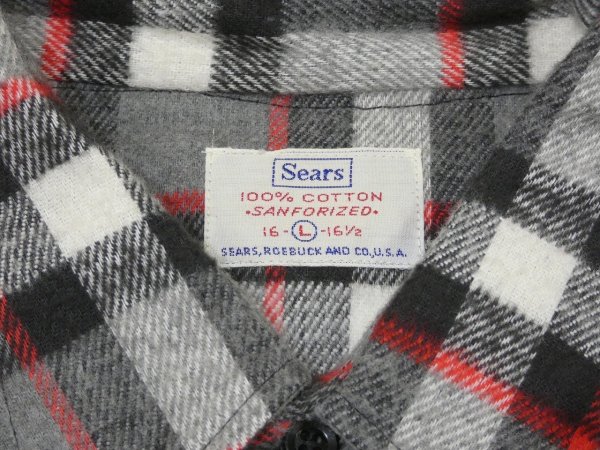 Sears
100% COTTON
•SANFORIZED•
16-L-16½
SEARS, ROEBUCK AND CO., U.S.A.